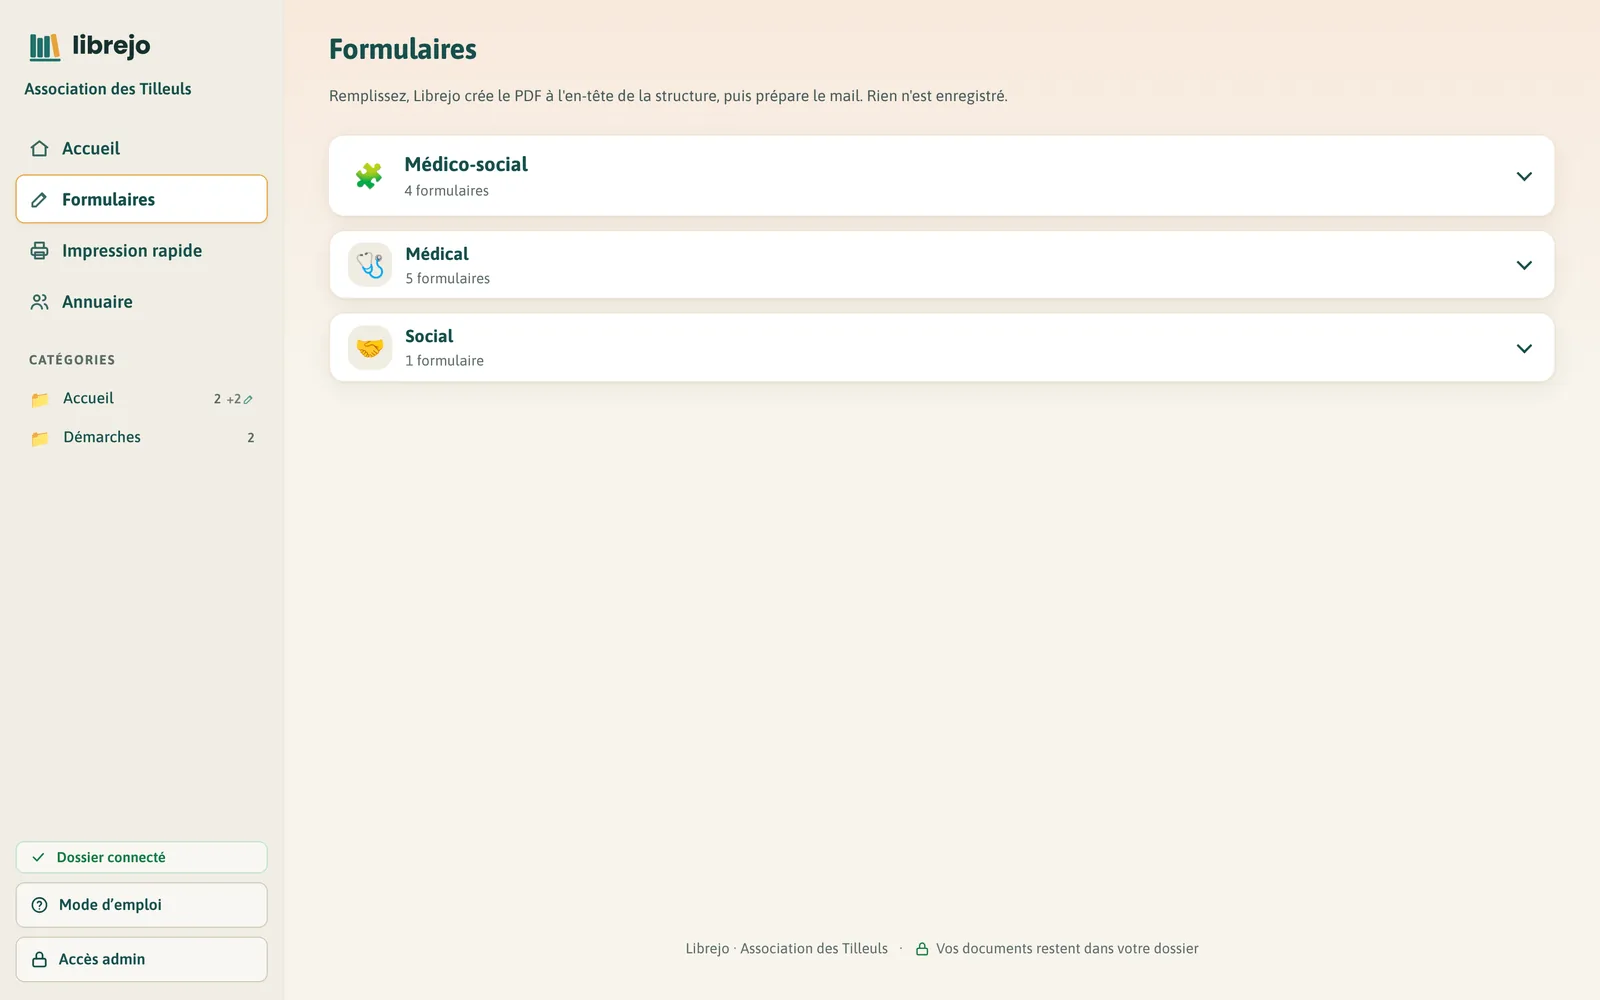 librejo
Association des Tilleuls
Accueil
Formulaires
Impression rapide
Annuaire
CATÉGORIES
Accueil 2 +2
Démarches 2
Dossier connecté
Mode d’emploi
Accès admin
Formulaires
Remplissez, Librejo crée le PDF à l'en-tête de la structure, puis prépare le mail. Rien n'est enregistré.
Médico-social
4 formulaires
Médical
5 formulaires
Social
1 formulaire
Librejo · Association des Tilleuls · Vos documents restent dans votre dossier